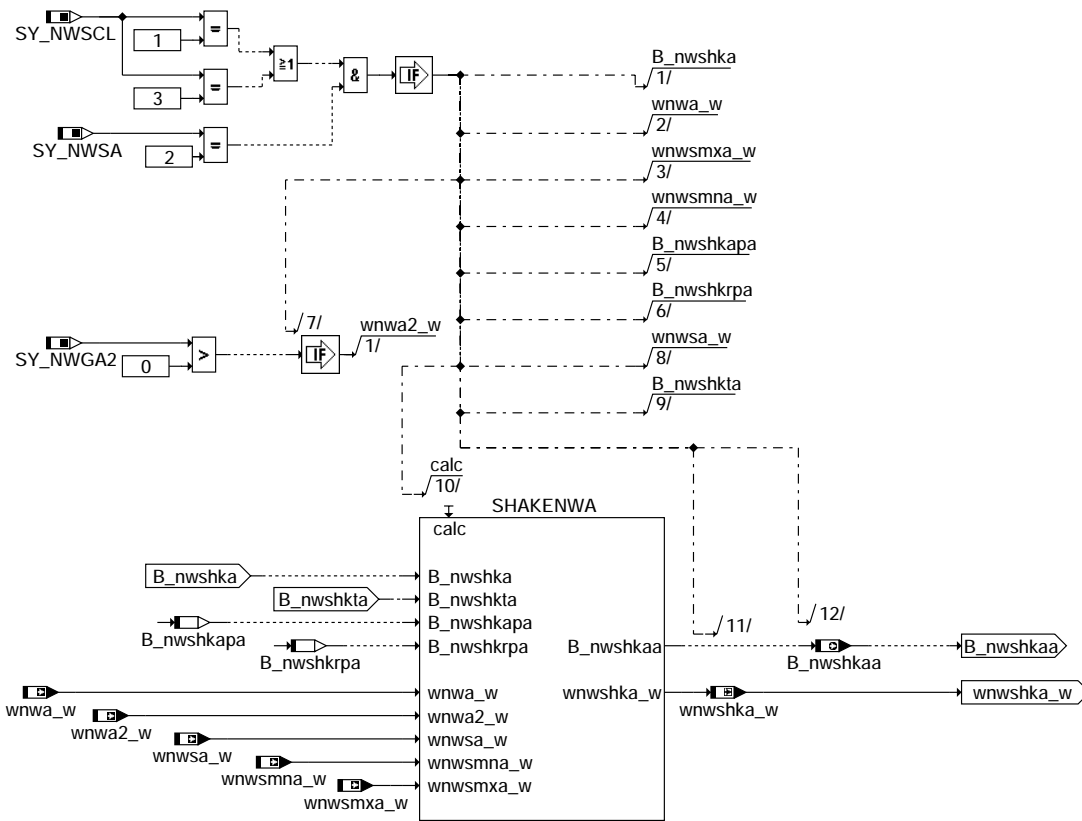 SY_NWSCL
1
=
≥1
&
IF
3
=
SY_NWSA
2
=
B_nwshka
1/
wnwa_w
2/
wnwsmxa_w
3/
wnwsmna_w
4/
B_nwshkapa
5/
B_nwshkrpa
6/
wnwsa_w
8/
B_nwshkta
9/
7/
wnwa2_w
1/
SY_NWGA2
0
>
IF
calc
10/
SHAKENWA
calc
B_nwshka
B_nwshka
B_nwshkta
B_nwshkta
B_nwshkapa
B_nwshkapa
B_nwshkrpa
B_nwshkrpa
11/
12/
B_nwshkaa
B_nwshkaa
B_nwshkaa
wnwshka_w
wnwshka_w
wnwshka_w
wnwa_w
wnwa_w
wnwa2_w
wnwa2_w
wnwsa_w
wnwsa_w
wnwsmna_w
wnwsmna_w
wnwsmxa_w
wnwsmxa_w